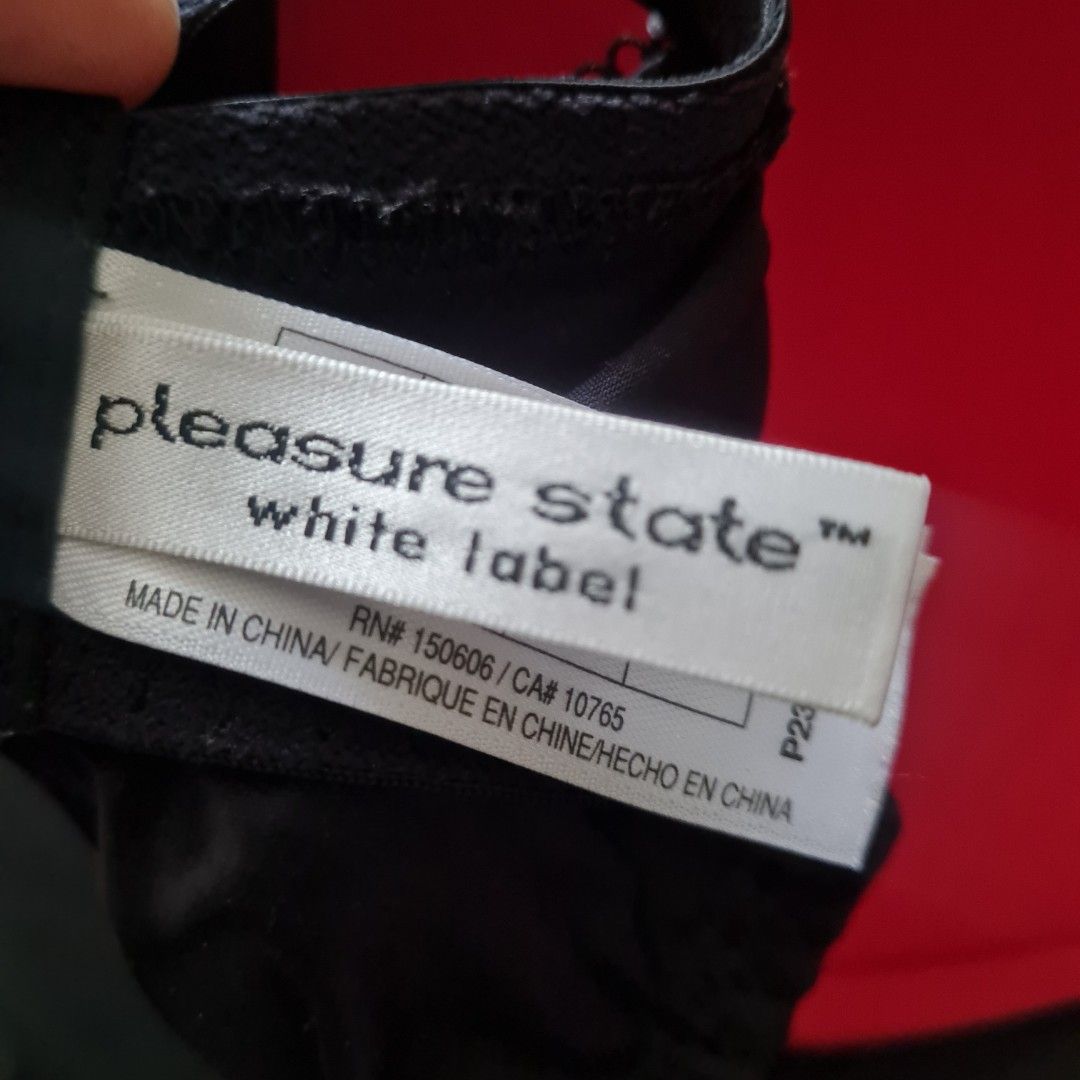 pleasure state™
white label
RN# 150606 / CA# 10765
MADE IN CHINA/ FABRIQUE EN CHINE/HECHO EN CHINA
P23